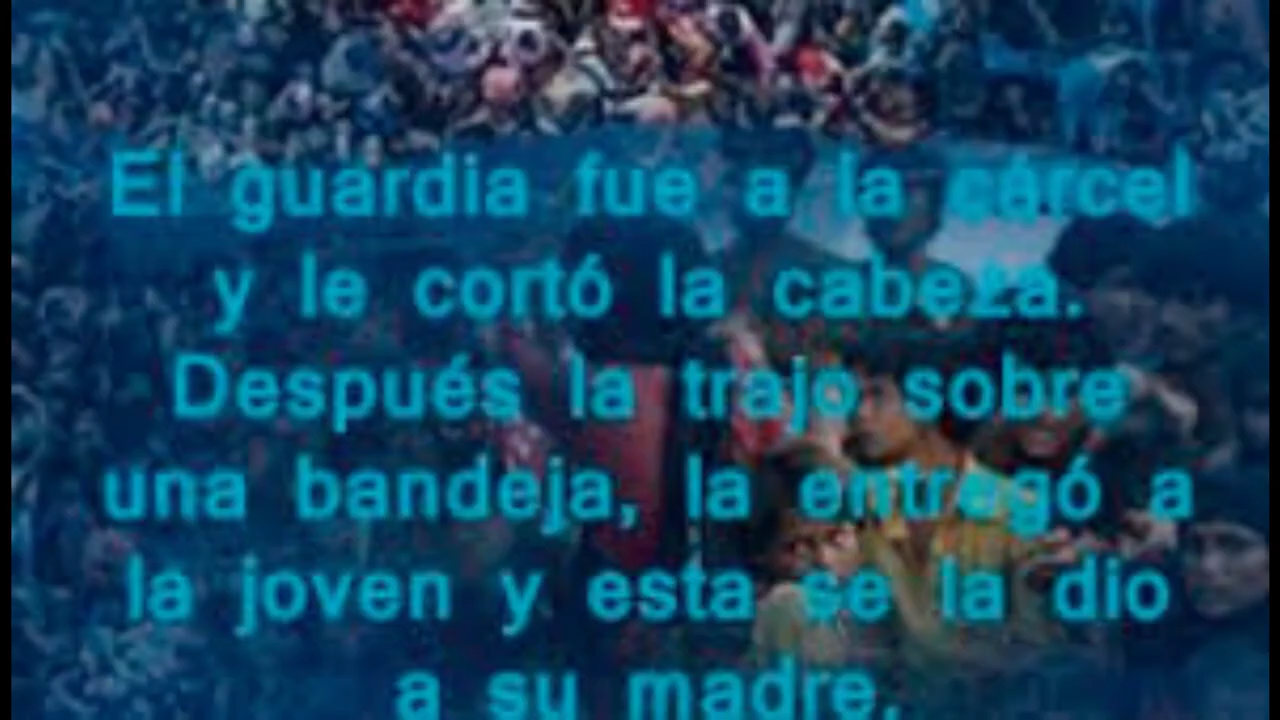 El guardia fue a la cárcel
y le cortó la cabeza.
Después la trajo sobre
una bandeja, la entregó a
la joven y esta se la dio
a su madre.